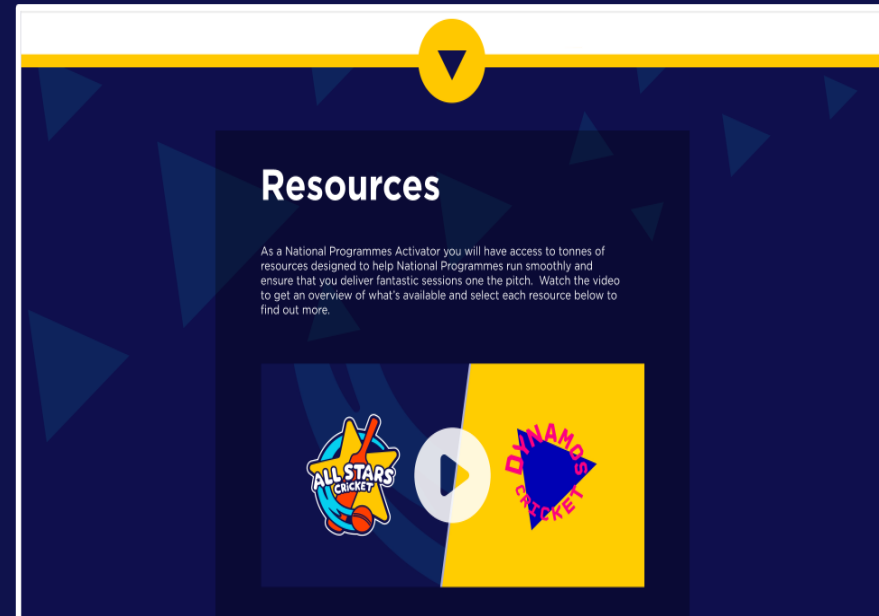 Resources
As a National Programmes Activator you will have access to tonnes of
resources designed to help National Programmes run smoothly and
ensure that you deliver fantastic sessions one the pitch.  Watch the video
to get an overview of what's available and select each resource below to
find out more.
ALL STARS
CRICKET
DYNAMOS
CRICKET